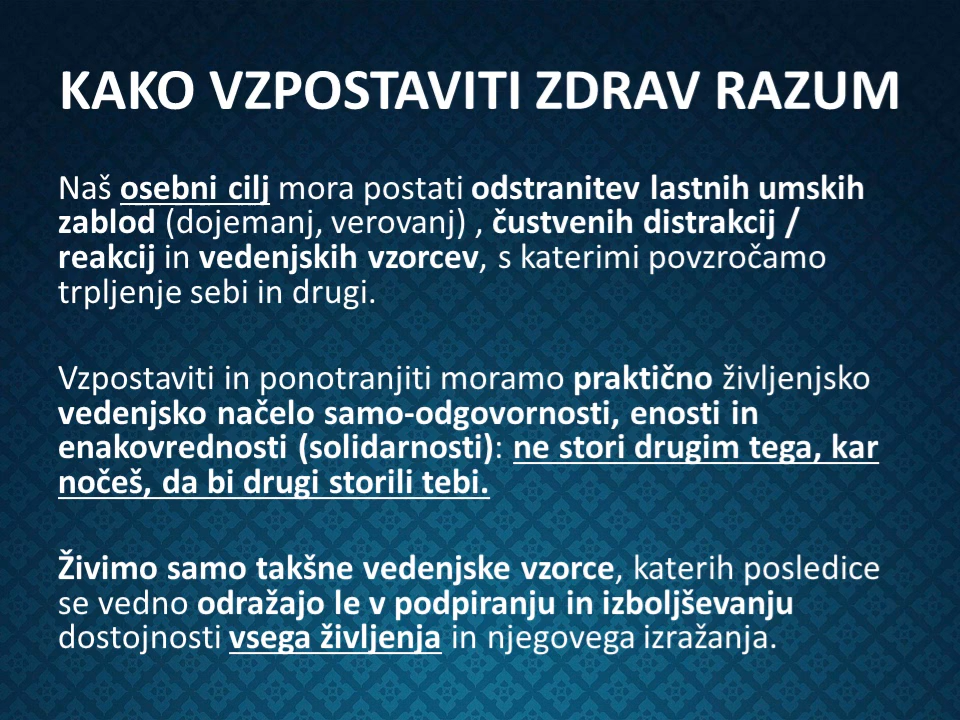 KAKO VZPOSTAVITI ZDRAV RAZUM
Naš osebni cilj mora postati odstranitev lastnih umskih
zablod (dojemanj, verovanj) , čustvenih distrakcij /
reakcij in vedenjskih vzorcev, s katerimi povzročamo
trpljenje sebi in drugi.
Vzpostaviti in ponotranjiti moramo praktično življenjsko
vedenjsko načelo samo-odgovornosti, enosti in
enakovrednosti (solidarnosti): ne stori drugim tega, kar
nočeš, da bi drugi storili tebi.
Živimo samo takšne vedenjske vzorce, katerih posledice
se vedno odražajo le v podpiranju in izboljševanju
dostojnosti vsega življenja in njegovega izražanja.